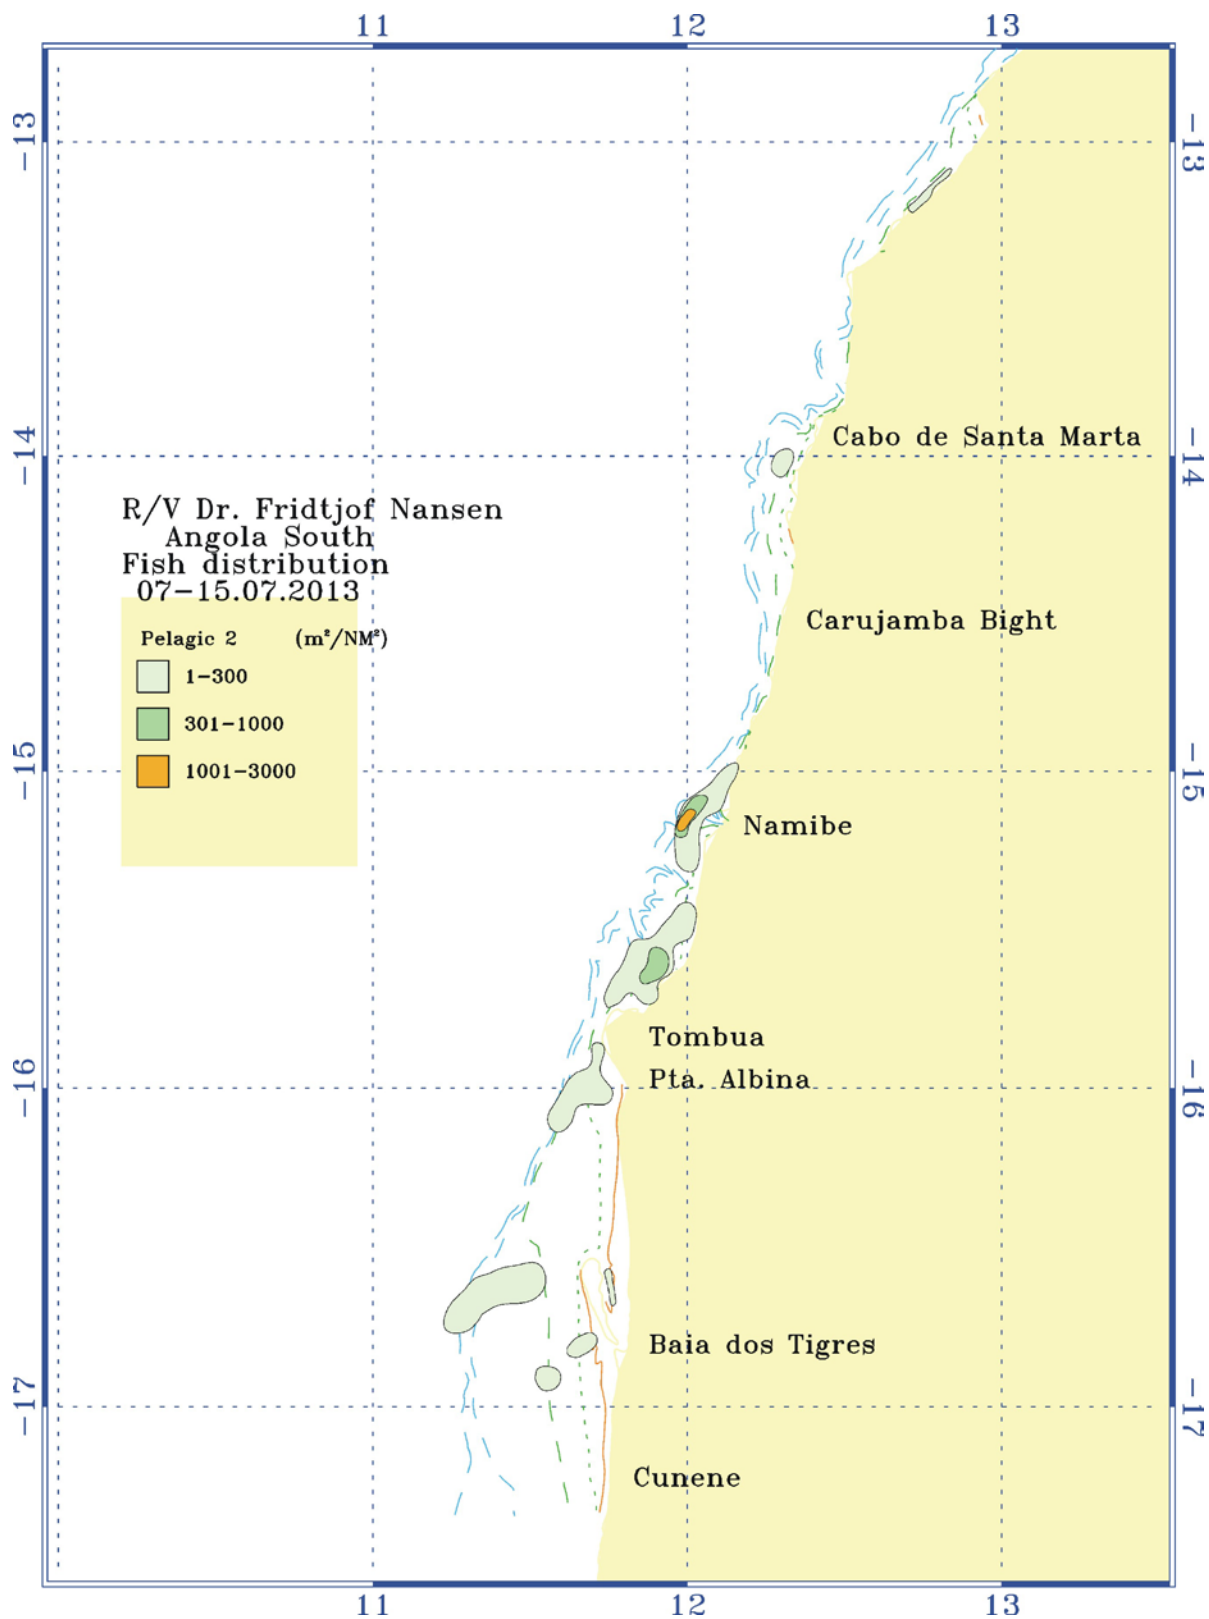 11 12 13
-13 -13
Cabo de Santa Marta
-14 -14
R/V Dr. Fridtjof Nansen
Angola South
Fish distribution
07-15.07.2013
Carujamba Bight
Pelagic 2 (m²/NM²)
1-300
301-1000
1001-3000
-15 -15
Namibe
Tombua
Pta. Albina
-16 -16
Baia dos Tigres
-17 -17
Cunene
11 12 13